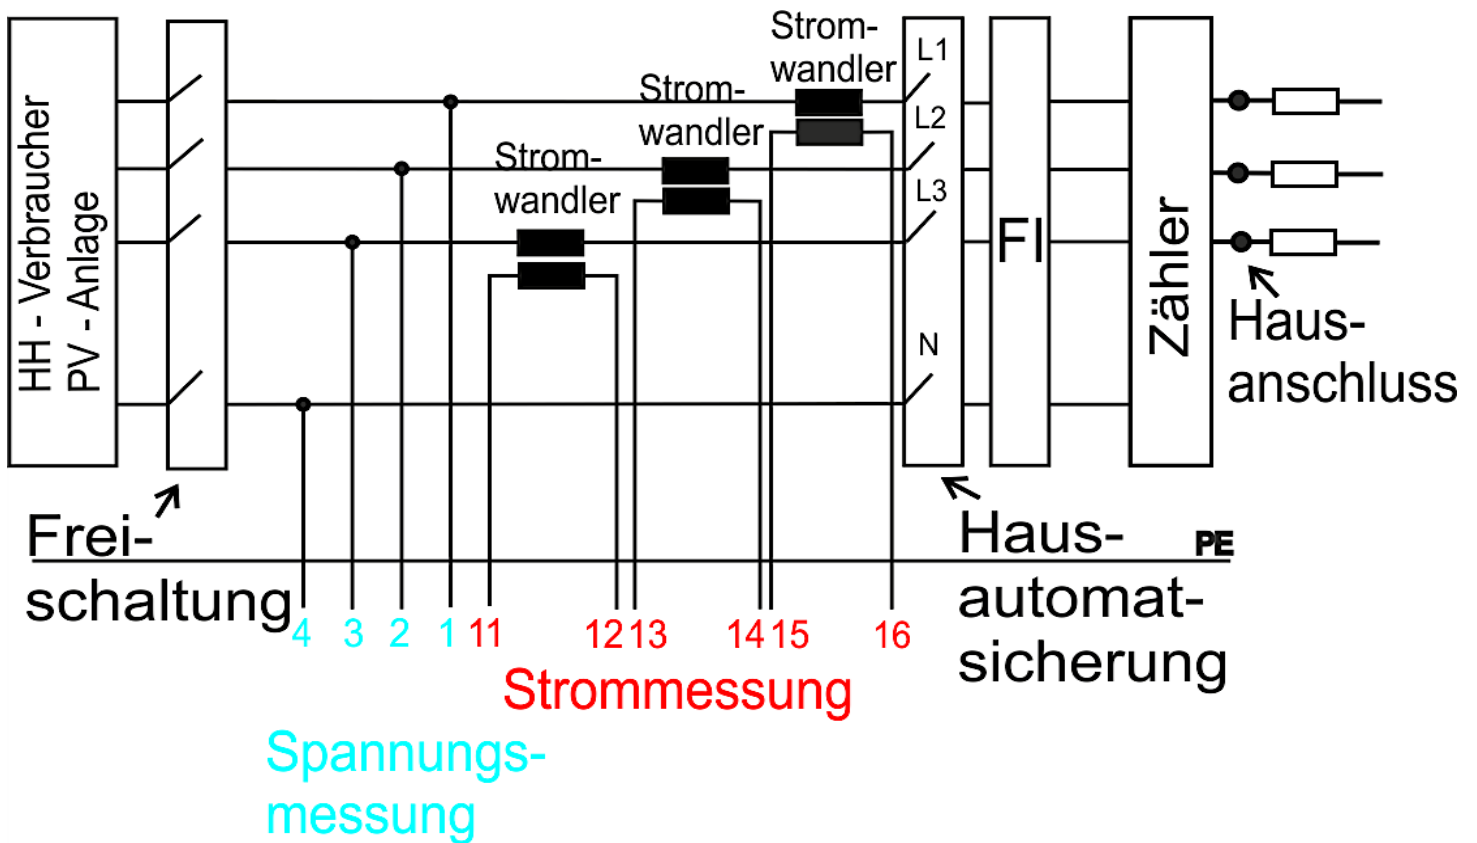 HH - Verbraucher
PV - Anlage
Strom-
wandler
Strom-
wandler
Strom-
wandler
L1
L2
L3
N
FI
Zähler
Haus-
anschluss
Frei-
schaltung
Haus-
automat-
sicherung
PE
4 3 2 1 11 12 13 14 15 16
Strommessung
Spannungs-
messung